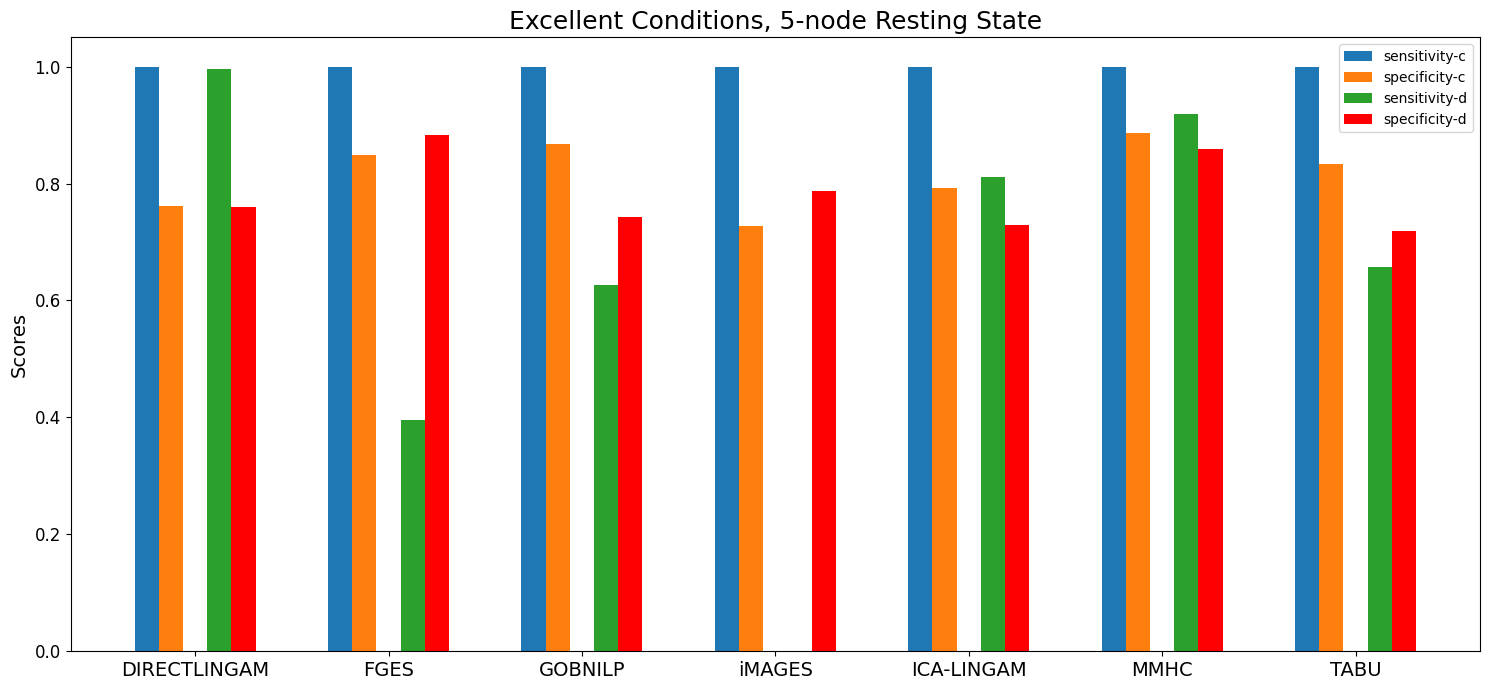 Excellent Conditions, 5-node Resting State
sensitivity-c
specificity-c
sensitivity-d
specificity-d
Scores
1.0
0.8
0.6
0.4
0.2
0.0
DIRECTLINGAM FGES GOBNILP iMAGES ICA-LINGAM MMHC TABU